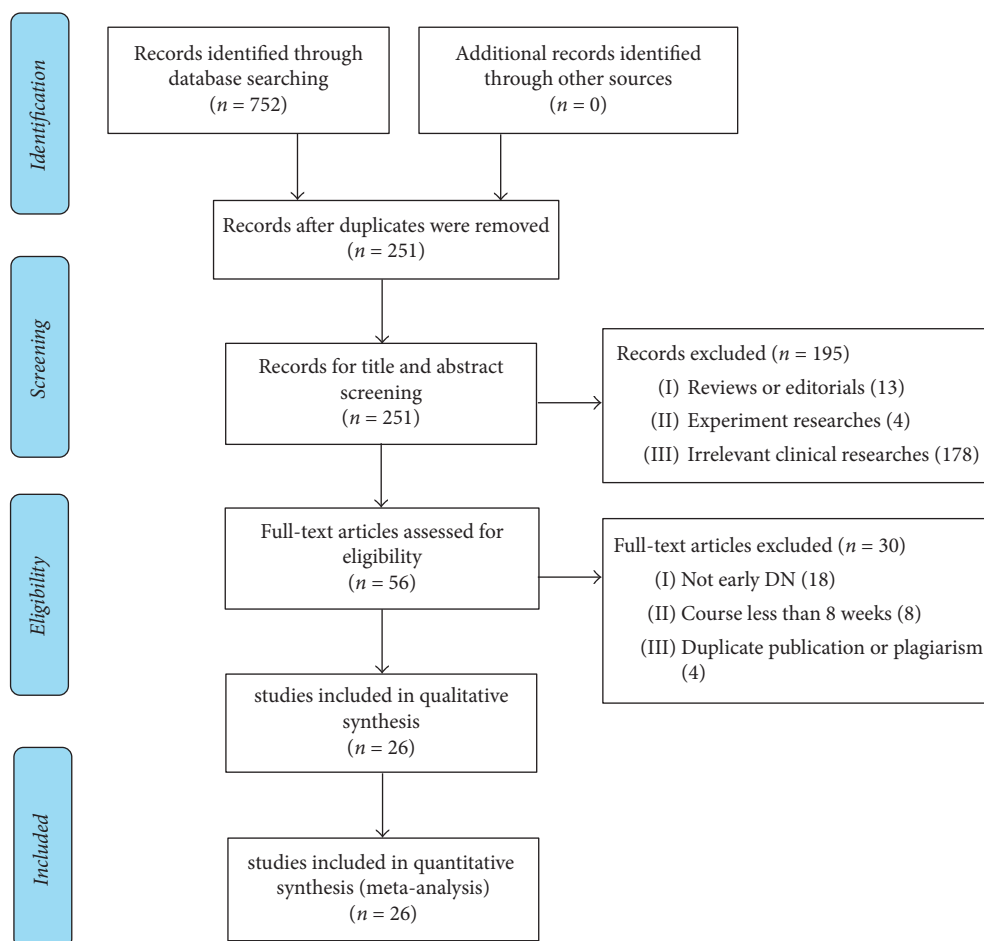 Identification
Records identified through
database searching
(n = 752)
Additional records identified
through other sources
(n = 0)
Records after duplicates were removed
(n = 251)
Screening
Records for title and abstract
screening
(n = 251)
Records excluded (n = 195)
(I) Reviews or editorials (13)
(II) Experiment researches (4)
(III) Irrelevant clinical researches (178)
Eligibility
Full-text articles assessed for
eligibility
(n = 56)
Full-text articles excluded (n = 30)
(I) Not early DN (18)
(II) Course less than 8 weeks (8)
(III) Duplicate publication or plagiarism
(4)
studies included in qualitative
synthesis
(n = 26)
Included
studies included in quantitative
synthesis (meta-analysis)
(n = 26)